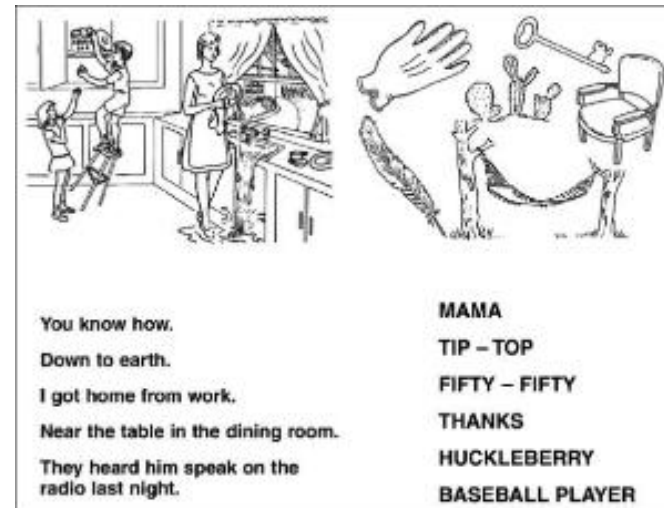 You know how.
Down to earth.
I got home from work.
Near the table in the dining room.
They heard him speak on the
radio last night.
MAMA
TIP – TOP
FIFTY – FIFTY
THANKS
HUCKLEBERRY
BASEBALL PLAYER